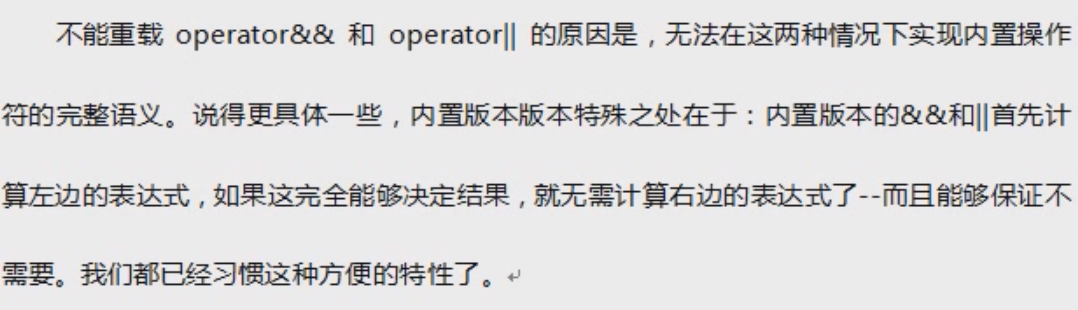 不能重载 operator&& 和 operator|| 的原因是，无法在这两种情况下实现内置操作
符的完整语义。说得更具体一些，内置版本版本特殊之处在于：内置版本的&&和||首先计
算左边的表达式，如果这完全能够决定结果，就无需计算右边的表达式了--而且能够保证不
需要。我们都已经习惯这种方便的特性了。↵